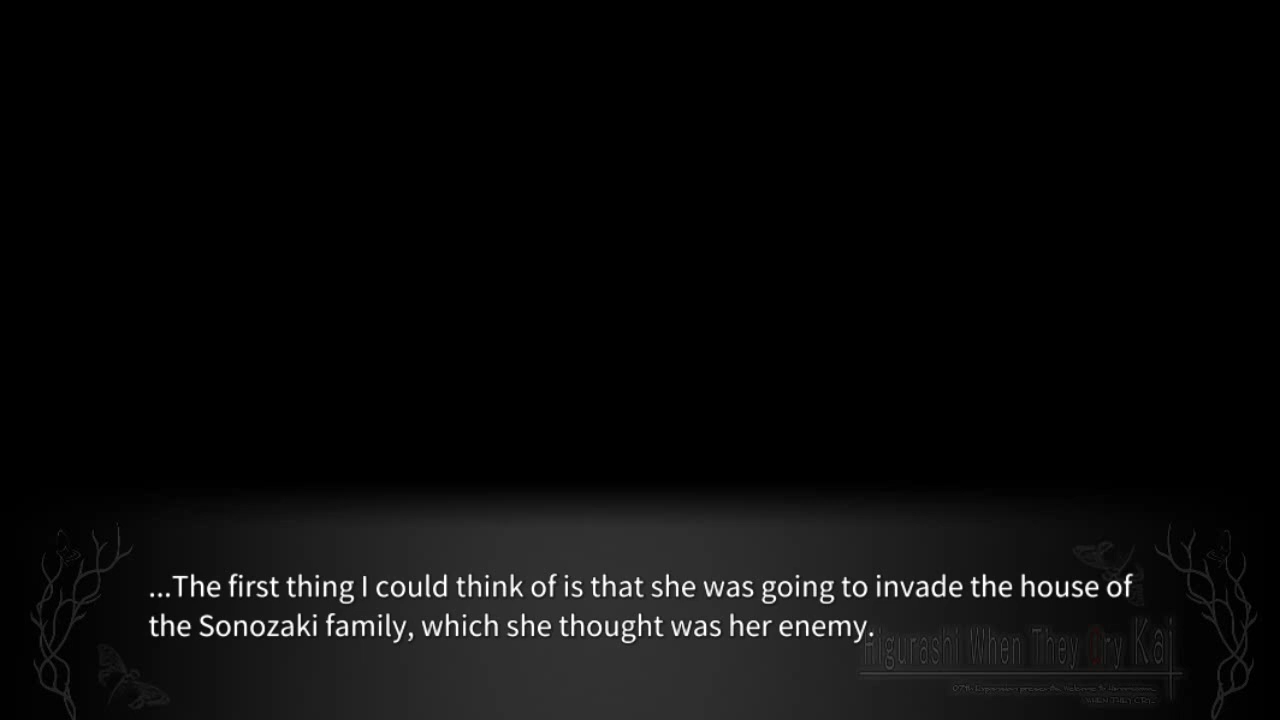 ...The first thing I could think of is that she was going to invade the house of
the Sonozaki family, which she thought was her enemy.
Higurashi When They Cry Kai